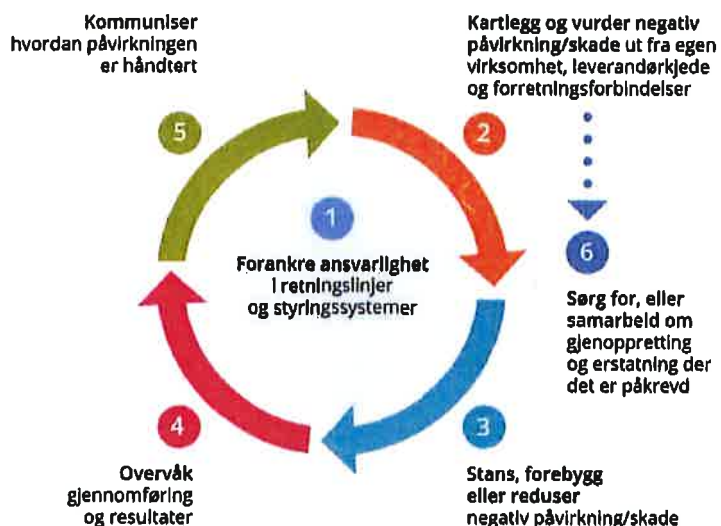 Kommuniser
hvordan påvirkningen
er håndtert
5
Kartlegg og vurder negativ
påvirkning/skade ut fra egen
virksomhet, leverandørkjede
og forretningsforbindelser
2
1
Forankre ansvarlighet
i retningslinjer
og styringssystemer
6
Sørg for, eller
samarbeid om
gjenoppretting
og erstatning der
det er påkrevd
4
Overvåk
gjennomføring
og resultater
3
Stans, forebygg
eller reduser
negativ påvirkning/skade